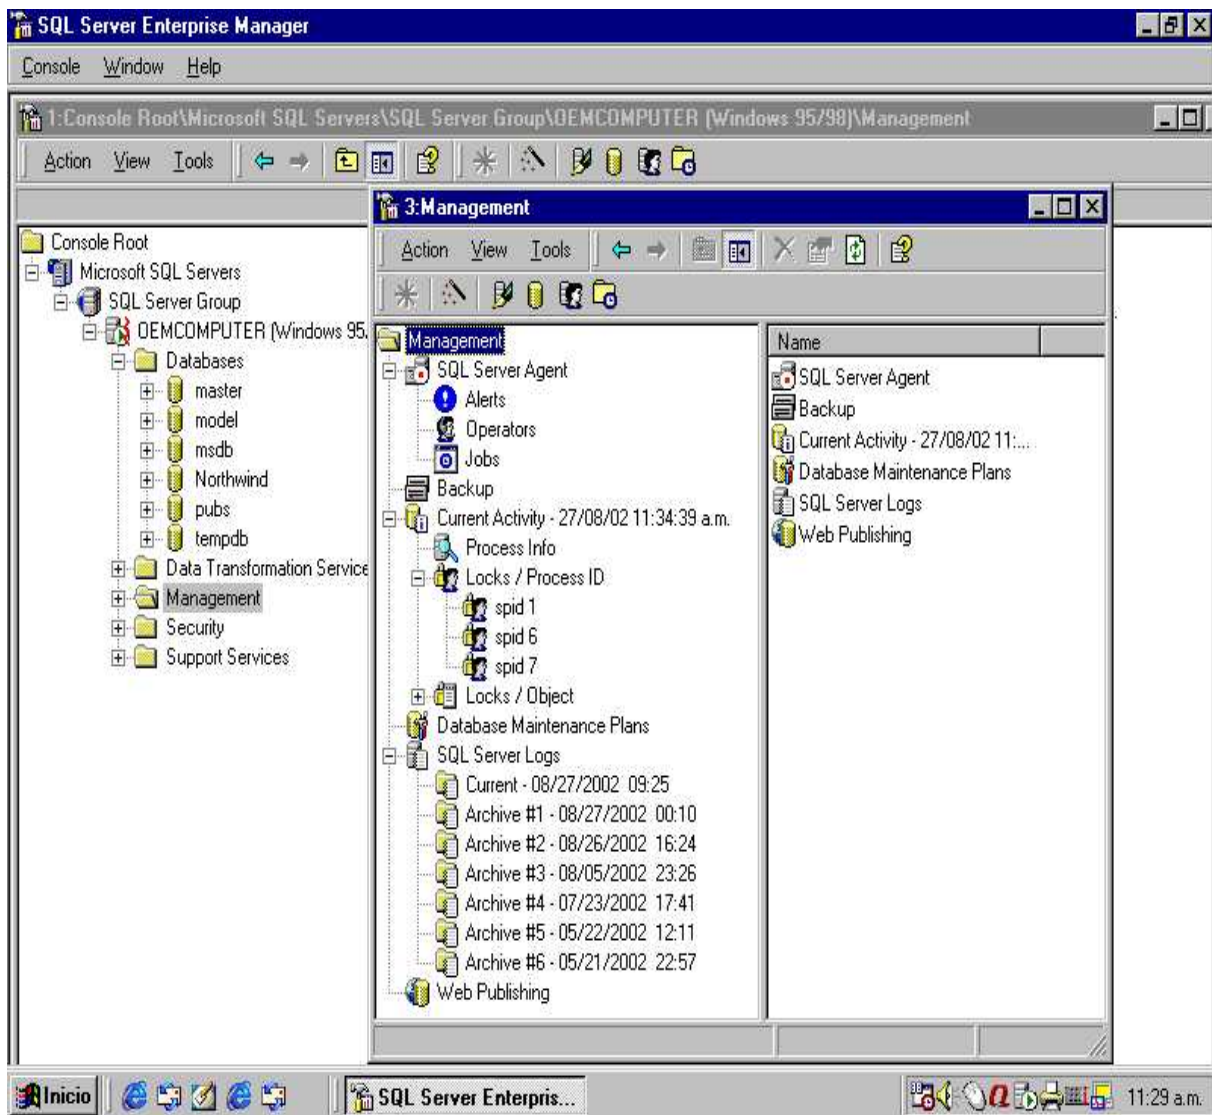 SQL Server Enterprise Manager
Console Window Help
1:Console Root\Microsoft SQL Servers\SQL Server Group\OEMCOMPUTER (Windows 95/98)\Management
Action View Tools
Console Root
Microsoft SQL Servers
SQL Server Group
OEMCOMPUTER (Windows 95.
Databases
master
model
msdb
Northwind
pubs
tempdb
Data Transformation Service
Management
Security
Support Services
3:Management
Action View Tools
Management
SQL Server Agent
Alerts
Operators
Jobs
Backup
Current Activity - 27/08/02 11:34:39 a.m.
Process Info
Locks / Process ID
spid 1
spid 6
spid 7
Locks / Object
Database Maintenance Plans
SQL Server Logs
Current - 08/27/2002 09:25
Archive #1 - 08/27/2002 00:10
Archive #2 - 08/26/2002 16:24
Archive #3 - 08/05/2002 23:26
Archive #4 - 07/23/2002 17:41
Archive #5 - 05/22/2002 12:11
Archive #6 - 05/21/2002 22:57
Web Publishing
Name
SQL Server Agent
Backup
Current Activity - 27/08/02 11:...
Database Maintenance Plans
SQL Server Logs
Web Publishing
Inicio
SQL Server Enterpris...
11:29 a.m.